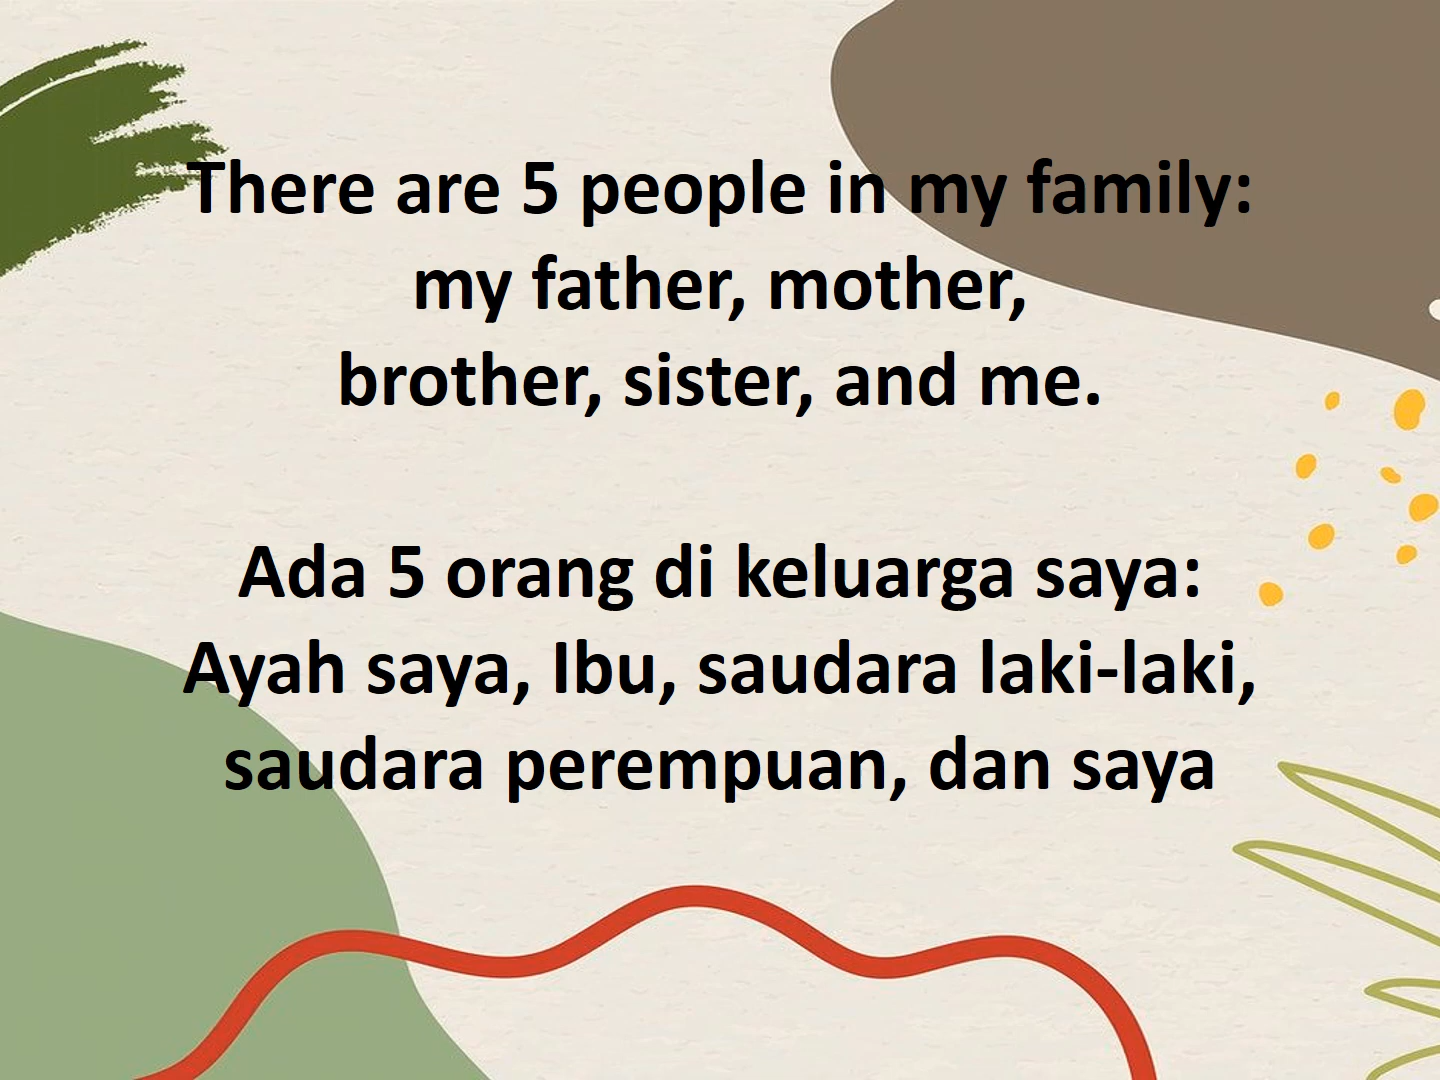 There are 5 people in my family:
my father, mother,
brother, sister, and me.
Ada 5 orang di keluarga saya:
Ayah saya, Ibu, saudara laki-laki,
saudara perempuan, dan saya